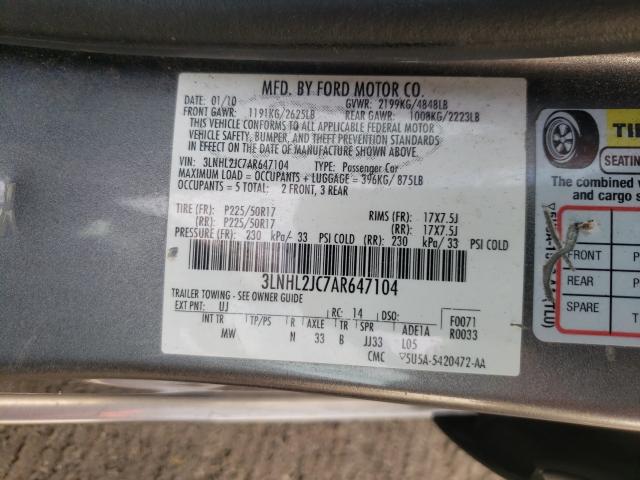 MFD. BY FORD MOTOR CO.
DATE: 01/10 GVWR: 2199KG/4848LB
FRONT GAWR: 1191KG/2625LB REAR GAWR: 1008KG/2223LB
THIS VEHICLE CONFORMS TO ALL APPLICABLE FEDERAL MOTOR
VEHICLE SAFETY, BUMPER, AND THEFT PREVENTION STANDARDS
IN EFFECT ON THE DATE OF MANUFACTURE SHOWN ABOVE.
VIN: 3LNHL2JC7AR647104 TYPE: Passenger Car
MAXIMUM LOAD = OCCUPANTS + LUGGAGE = 396KG/ 875LB
OCCUPANTS = 5 TOTAL: 2 FRONT, 3 REAR
TIRE (FR): P225/50R17 RIMS (FR): 17X7.5J
(RR): P225/50R17 (RR): 17X7.5J
PRESSURE (FR): 230 kPa/ 33 PSI COLD (RR): 230 kPa/ 33 PSI COLD
3LNHL2JC7AR647104
TRAILER TOWING - SEE OWNER GUIDE
EXT PNT: UJ RC: 14 DSO: F0071
INT TR TP/PS R AXLE TR SPR ADE1A R0033
MW N 33 B JJ33 L05
CMC ▽5U5A-5420472-AA
TI
SEATING
The combined
and cargo
FRONT P
REAR P
SPARE T